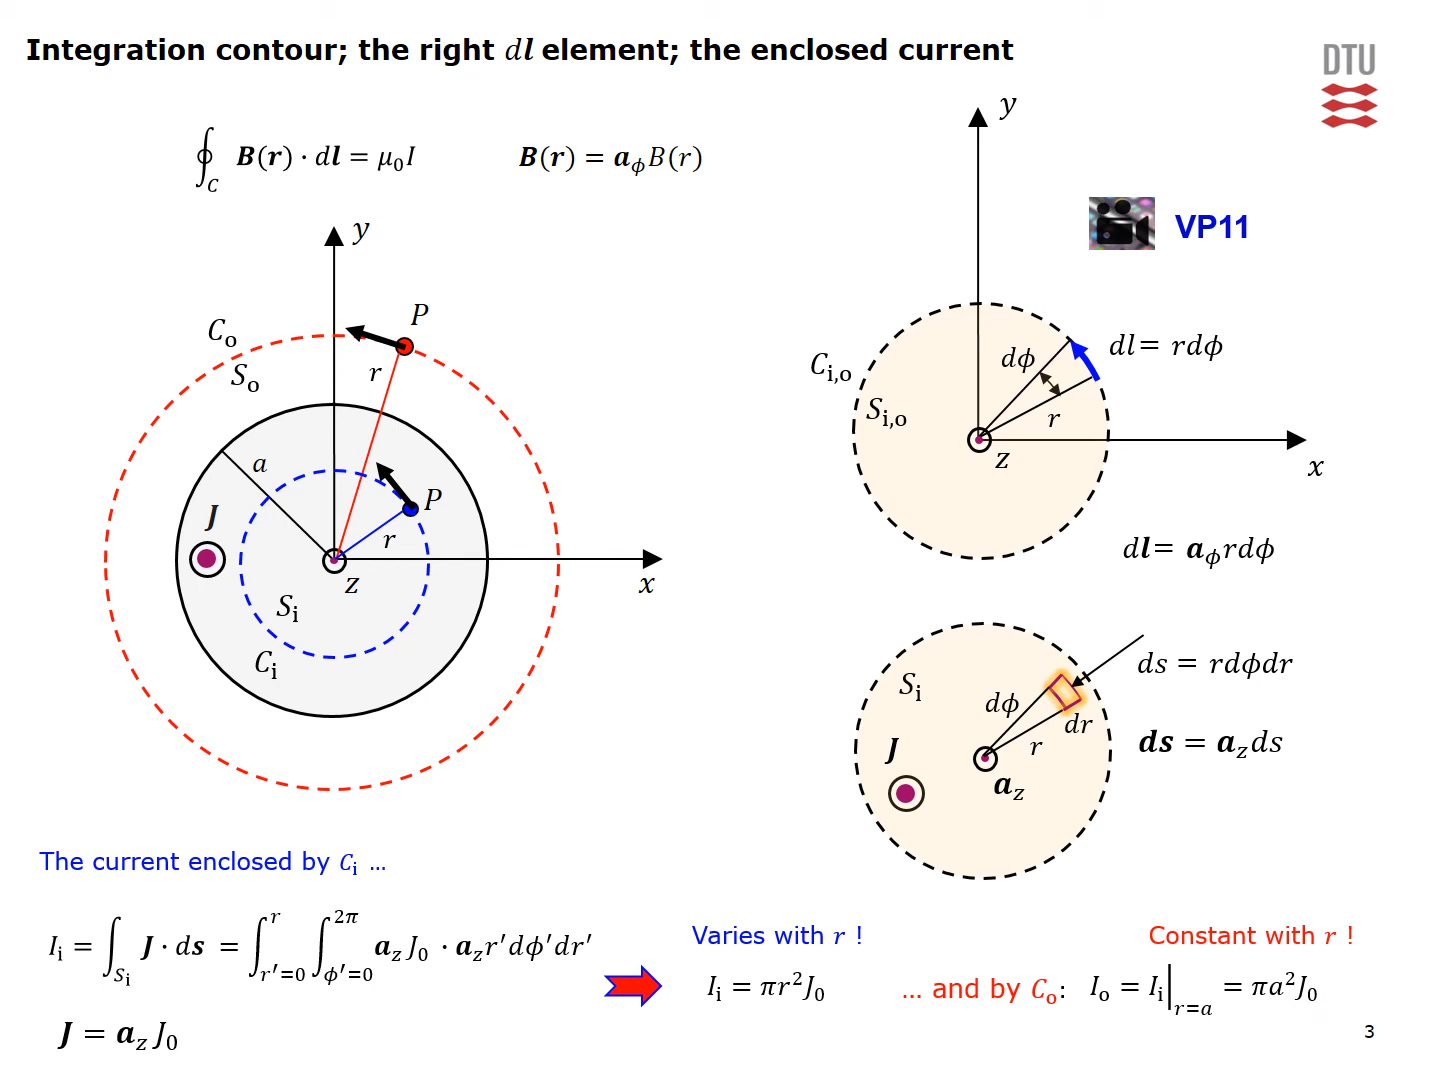 Integration contour; the right dl element; the enclosed current
DTU
∮_C B(r) · dl = μ₀I
B(r) = a_ϕ B(r)
VP11
y
C_o
S_o
P
r
a
J
P
r
z
x
S_i
C_i
y
C_i,o
S_i,o
dϕ
dl = rdϕ
r
z
x
dl = a_ϕ rdϕ
S_i
dϕ
ds = rdϕdr
dr
r
J
a_z
ds = a_z ds
The current enclosed by C_i ...
I_i = ∫_{S_i} J · ds = ∫_{r′=0}^{r} ∫_{ϕ′=0}^{2π} a_z J₀ · a_z r′dϕ′dr′
J = a_z J₀
Varies with r !
I_i = πr²J₀
Constant with r !
... and by C_o: I_o = I_i|_{r=a} = πa²J₀
3